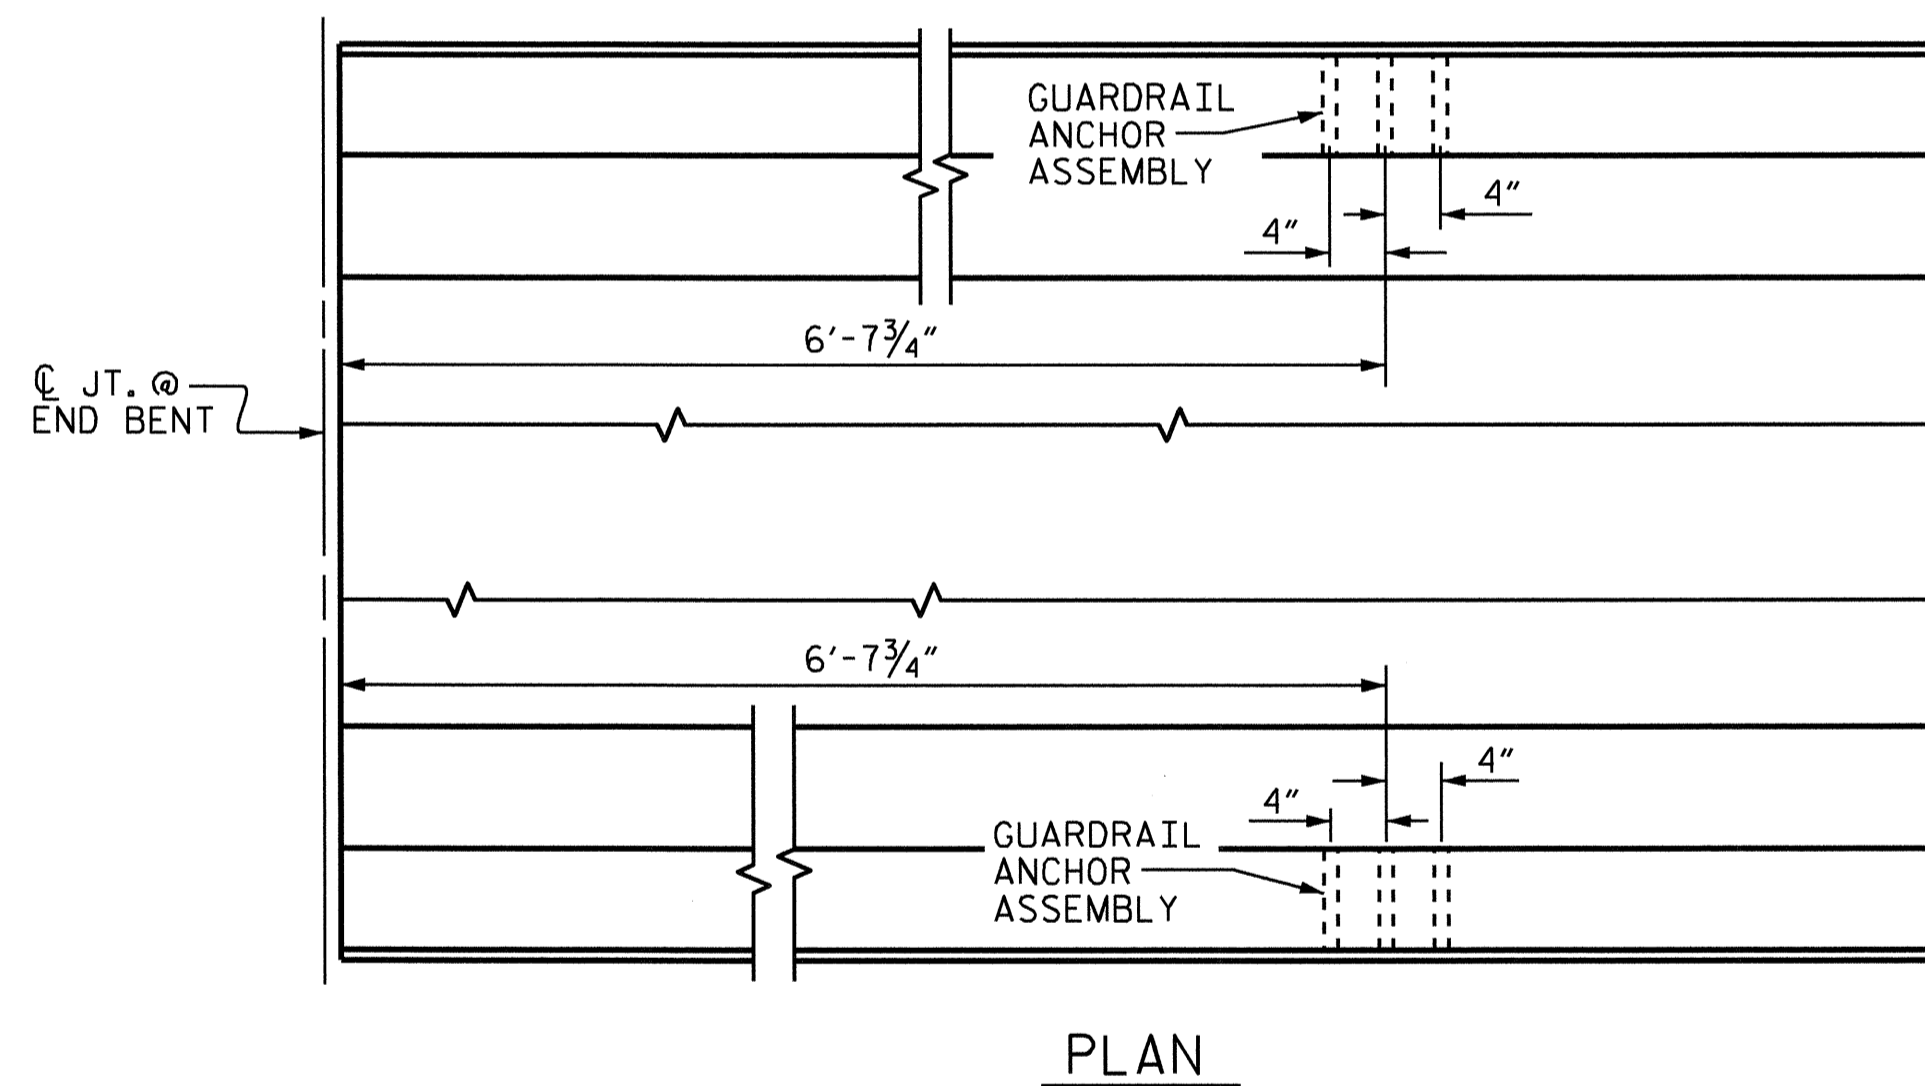 GUARDRAIL
ANCHOR
ASSEMBLY
4"
4"
6'-7¾"
℄ JT. @
END BENT
6'-7¾"
4"
4"
GUARDRAIL
ANCHOR
ASSEMBLY
PLAN